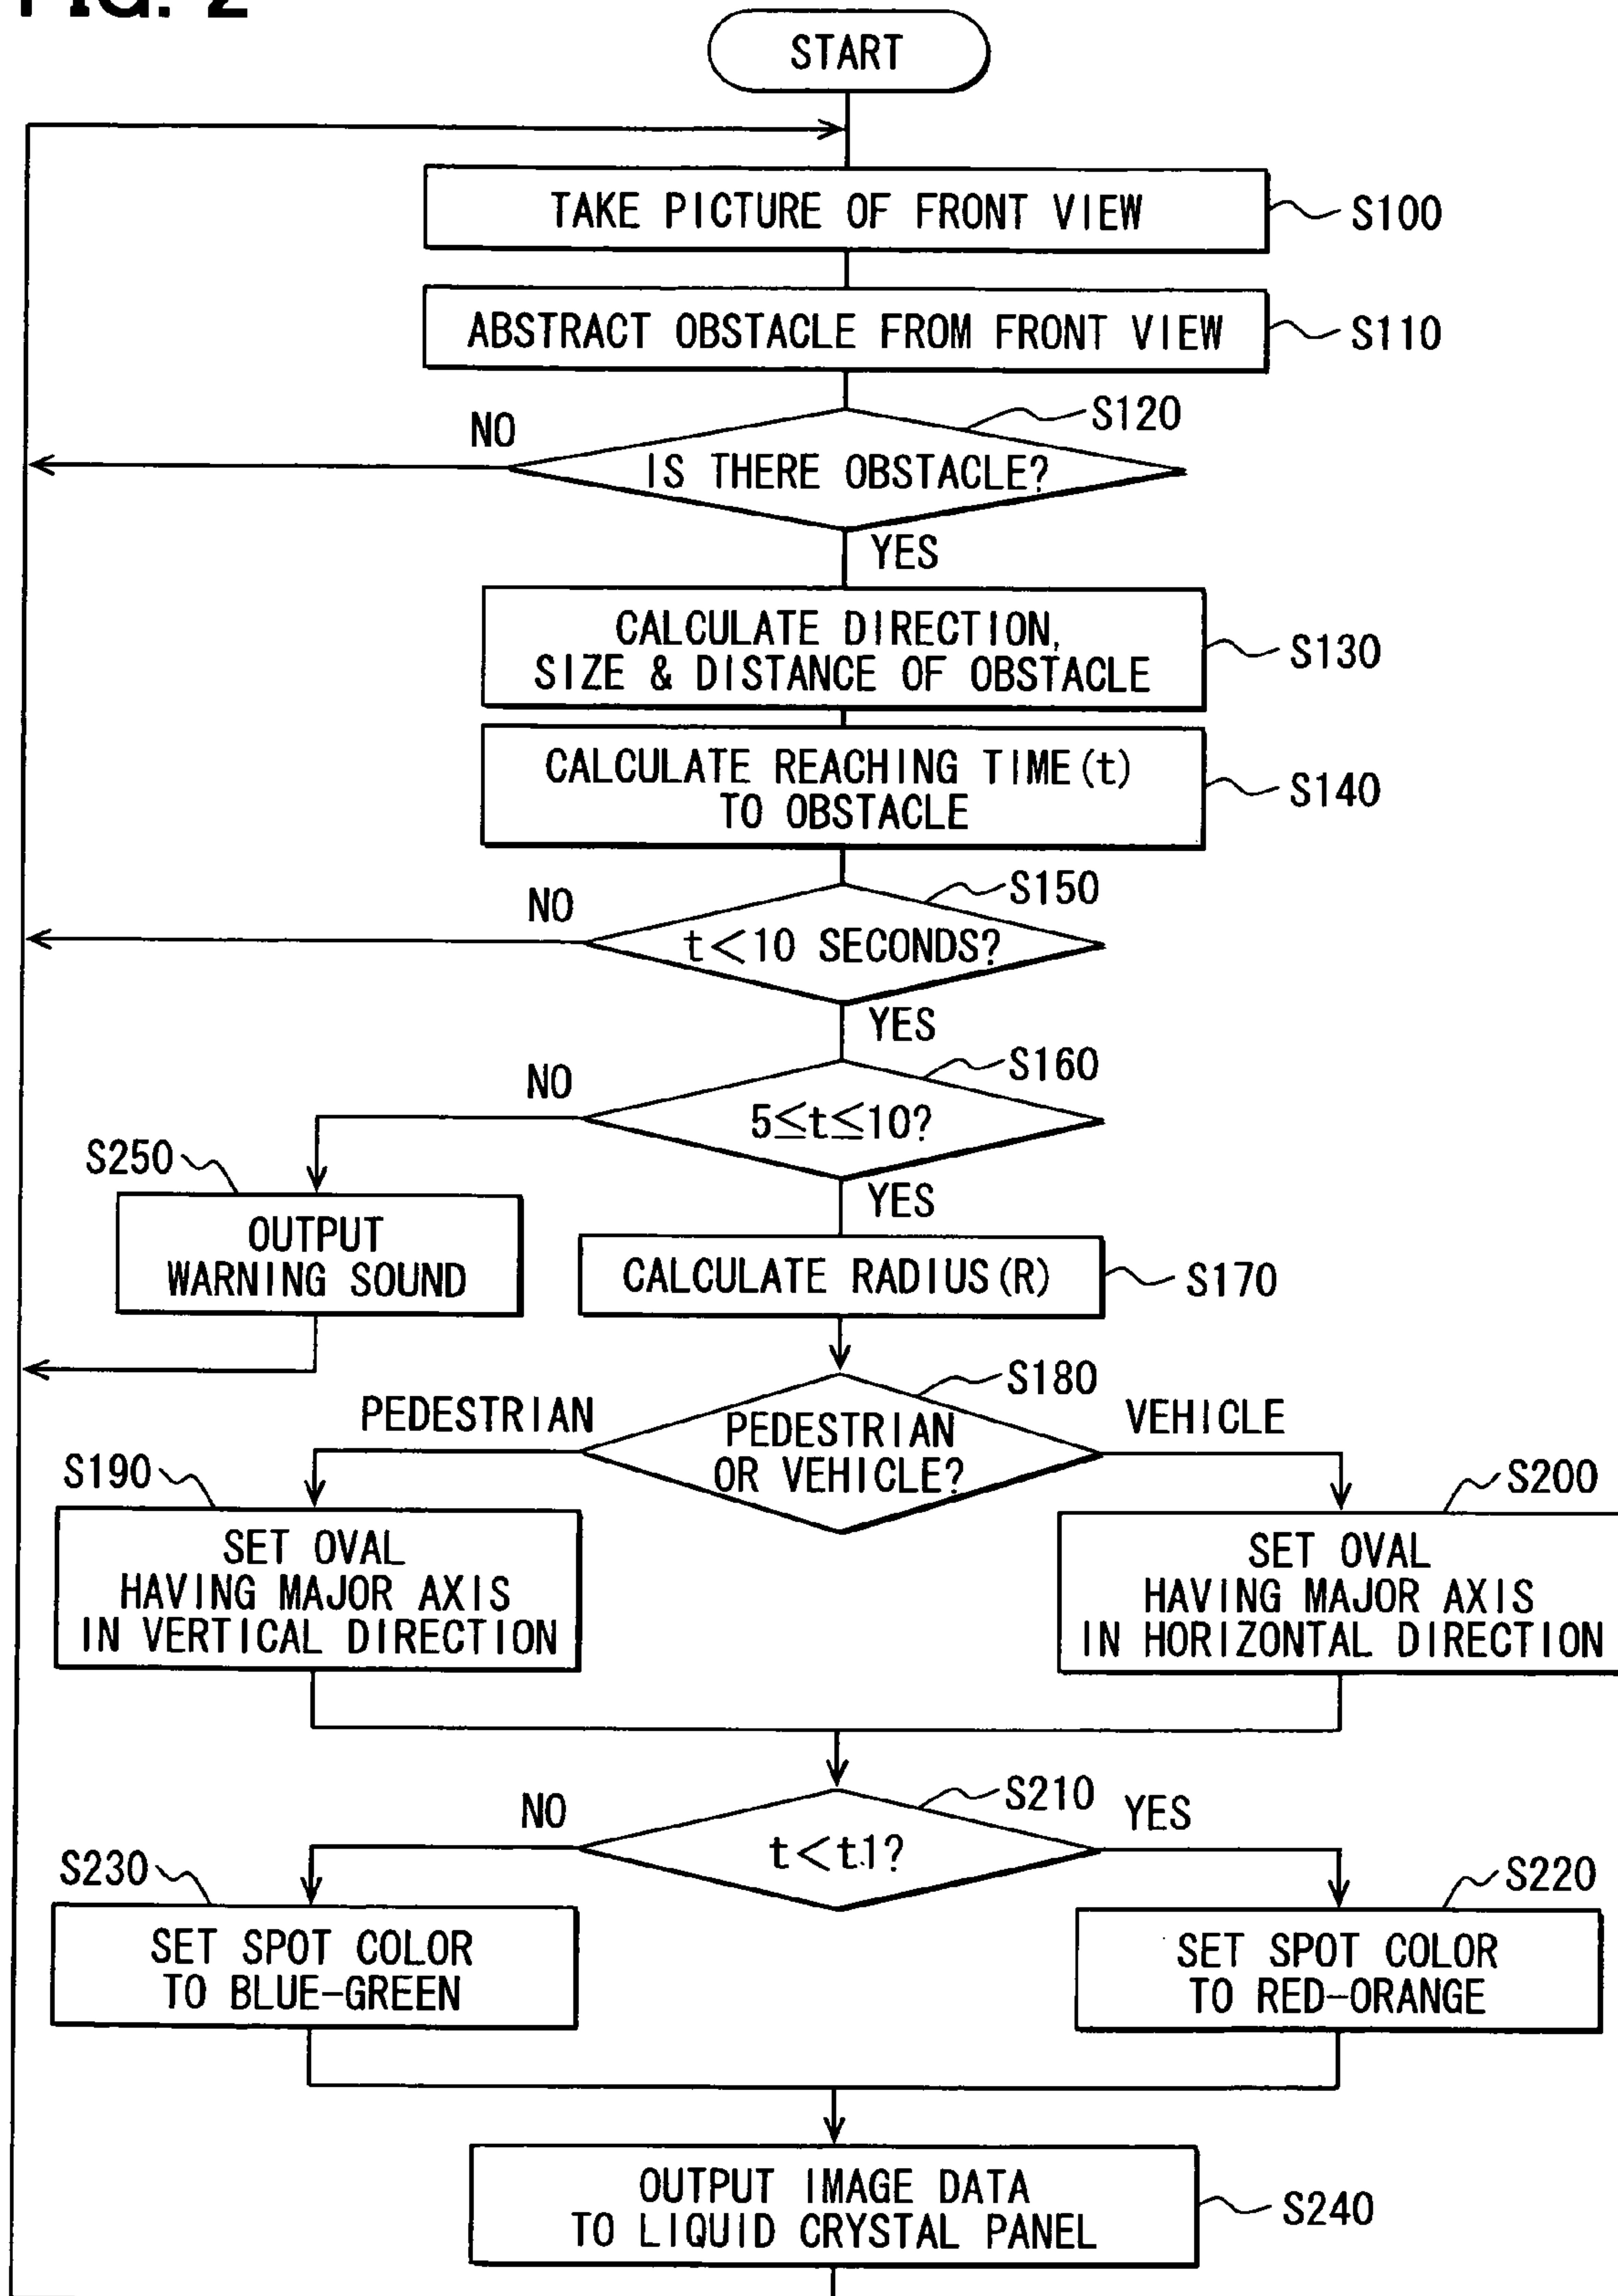 FIG. 2
START
TAKE PICTURE OF FRONT VIEW
S100
ABSTRACT OBSTACLE FROM FRONT VIEW
S110
S120
NO
IS THERE OBSTACLE?
YES
CALCULATE DIRECTION,
SIZE & DISTANCE OF OBSTACLE
S130
CALCULATE REACHING TIME(t)
TO OBSTACLE
S140
S150
NO
t<10 SECONDS?
YES
S160
NO
5≤t≤10?
YES
S250
OUTPUT
WARNING SOUND
CALCULATE RADIUS(R)
S170
S180
PEDESTRIAN
VEHICLE
PEDESTRIAN
OR VEHICLE?
S190
SET OVAL
HAVING MAJOR AXIS
IN VERTICAL DIRECTION
S200
SET OVAL
HAVING MAJOR AXIS
IN HORIZONTAL DIRECTION
S210
NO
YES
t<t1?
S230
SET SPOT COLOR
TO BLUE-GREEN
S220
SET SPOT COLOR
TO RED-ORANGE
OUTPUT IMAGE DATA
TO LIQUID CRYSTAL PANEL
S240